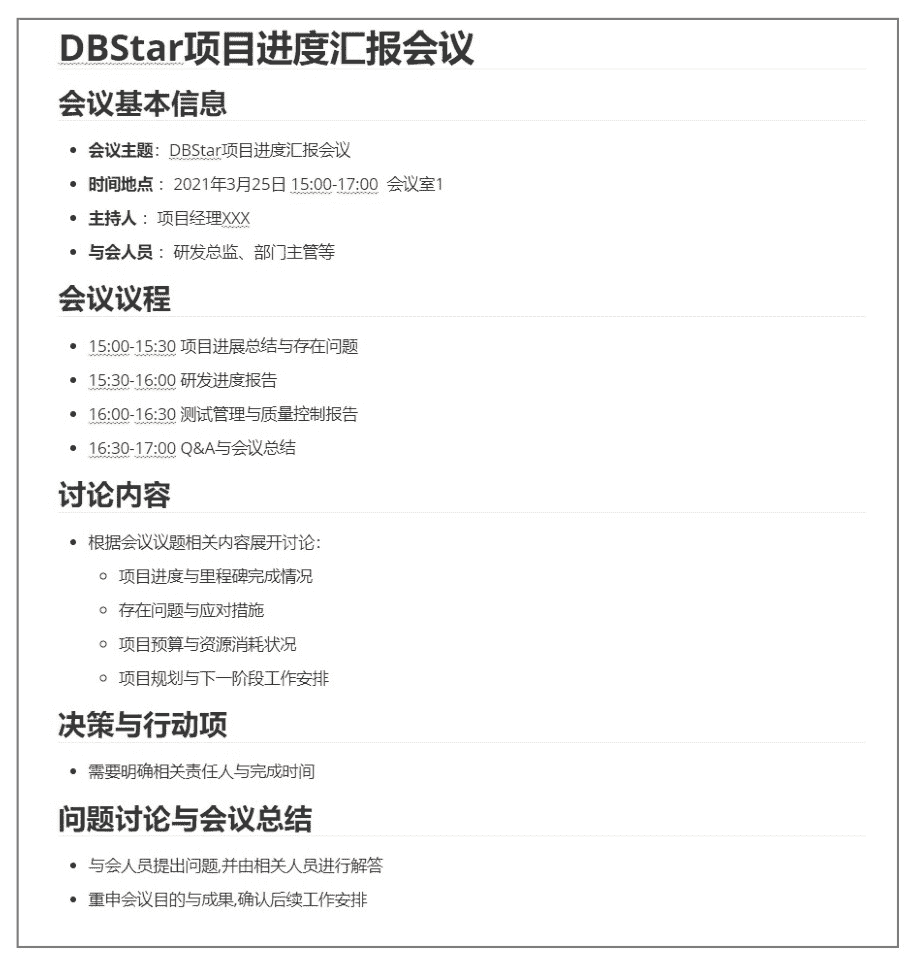 DBStar项目进度汇报会议
会议基本信息
会议主题：DBStar项目进度汇报会议
时间地点 ：2021年3月25日 15:00-17:00 会议室1
主持人 ：项目经理XXX
与会人员 ：研发总监、部门主管等
会议议程
15:00-15:30 项目进展总结与存在问题
15:30-16:00 研发进度报告
16:00-16:30 测试管理与质量控制报告
16:30-17:00 Q&A与会议总结
讨论内容
根据会议议题相关内容展开讨论：
项目进度与里程碑完成情况
存在问题与应对措施
项目预算与资源消耗状况
项目规划与下一阶段工作安排
决策与行动项
需要明确相关责任人与完成时间
问题讨论与会议总结
与会人员提出问题,并由相关人员进行解答
重申会议目的与成果,确认后续工作安排